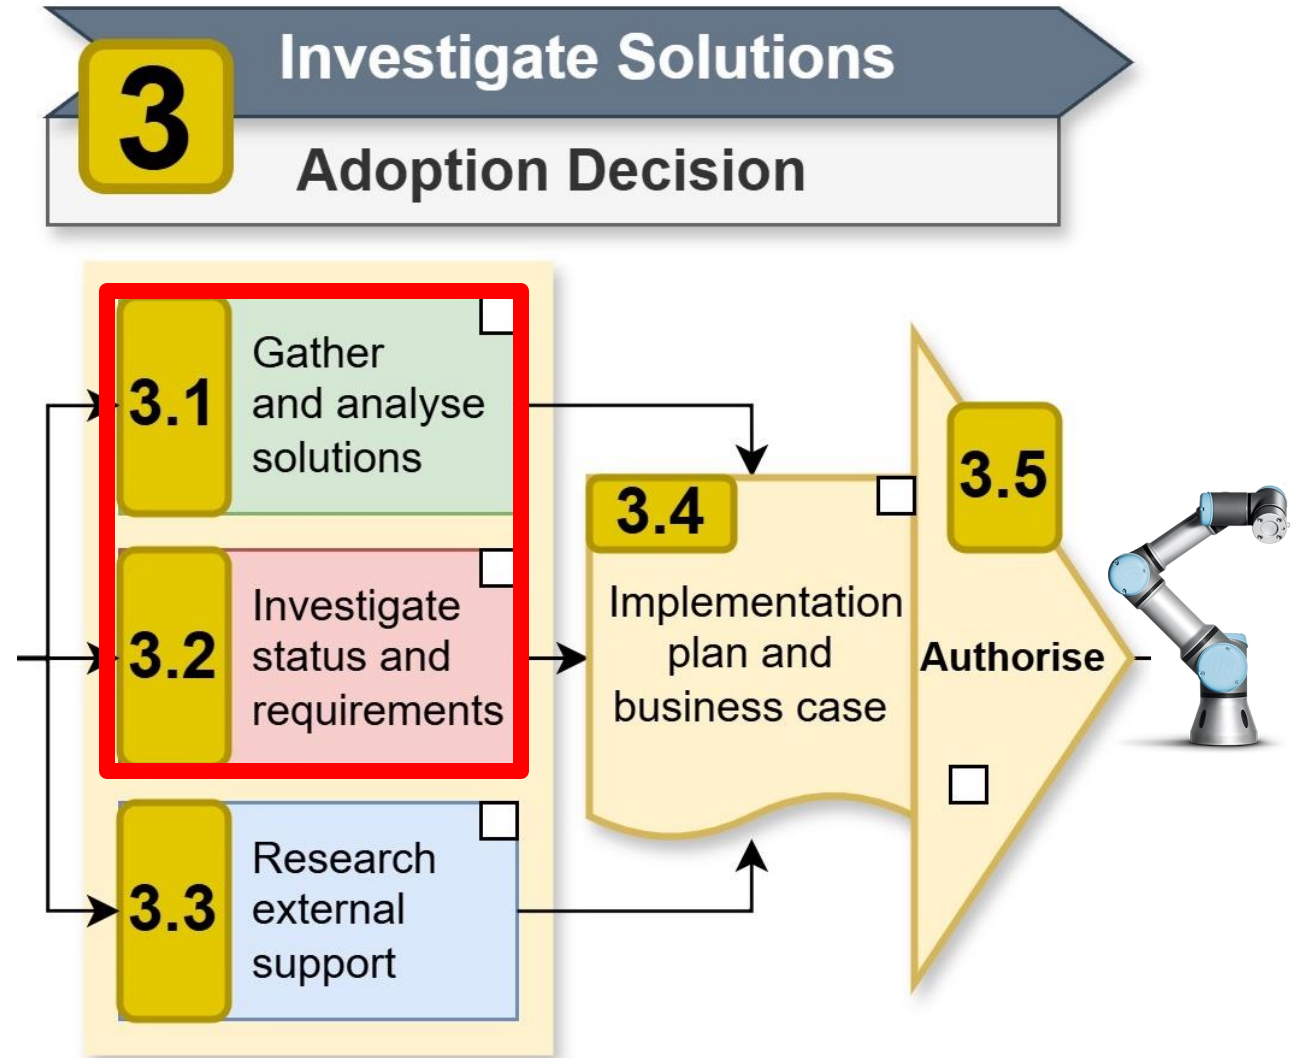 3
Investigate Solutions
Adoption Decision
3.1
Gather
and analyse
solutions
3.2
Investigate
status and
requirements
3.3
Research
external
support
3.4
Implementation
plan and
business case
3.5
Authorise